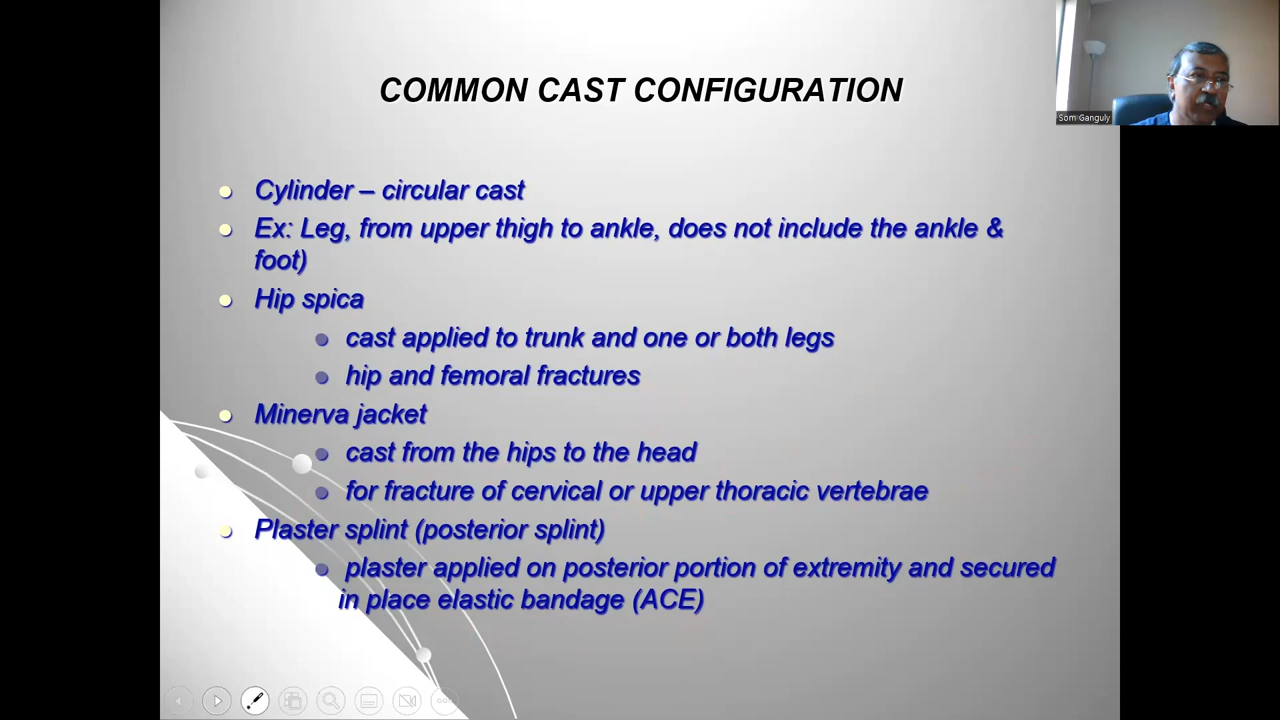 COMMON CAST CONFIGURATION
Som Ganguly
Cylinder – circular cast
Ex: Leg, from upper thigh to ankle, does not include the ankle &
foot)
Hip spica
cast applied to trunk and one or both legs
hip and femoral fractures
Minerva jacket
cast from the hips to the head
for fracture of cervical or upper thoracic vertebrae
Plaster splint (posterior splint)
plaster applied on posterior portion of extremity and secured
in place elastic bandage (ACE)